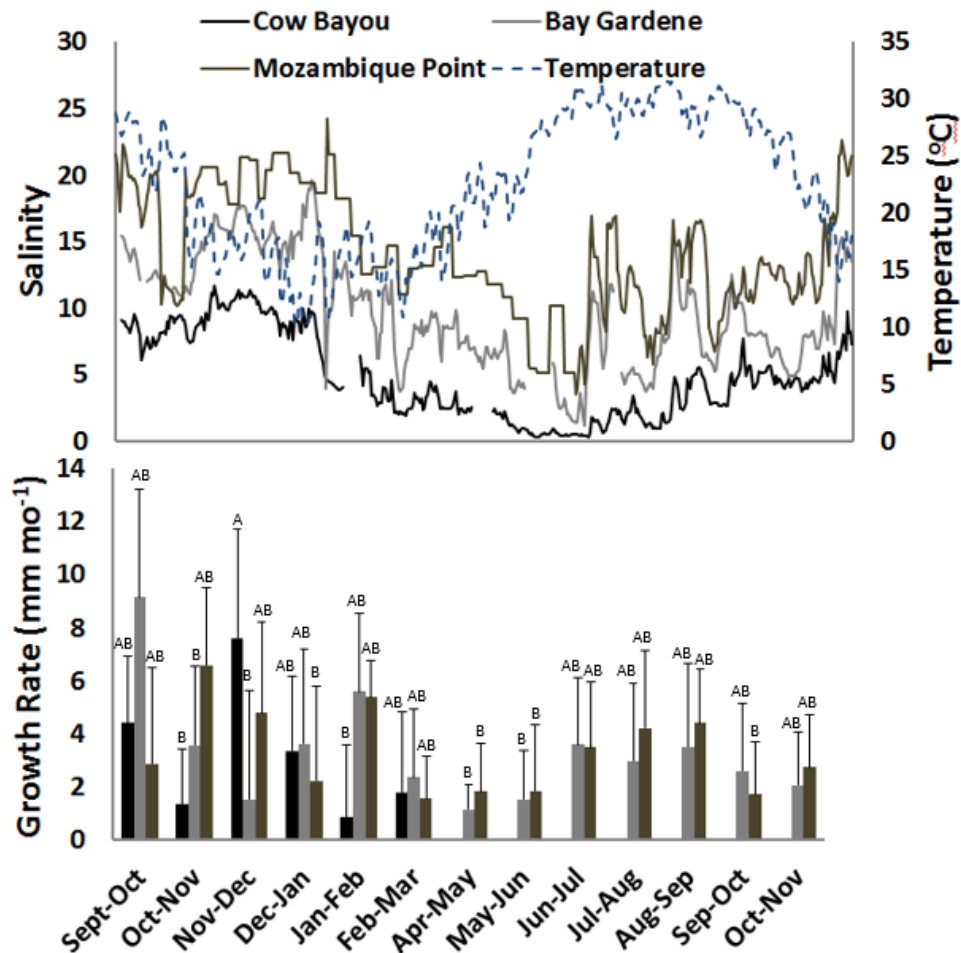 Cow Bayou Bay Gardene
Mozambique Point Temperature
30 35
25 30
20 25
15 20
10 15
5 10
0 5
0
Salinity
Temperature (°C)
14
12
10
8
6
4
2
0
Growth Rate (mm mo-1)
AB AB AB
B B AB
A B AB
AB AB B
B AB AB
AB AB AB
B B
B B
AB AB
AB AB
AB AB
AB B
AB AB
Sept-Oct
Oct-Nov
Nov-Dec
Dec-Jan
Jan-Feb
Feb-Mar
Apr-May
May-Jun
Jun-Jul
Jul-Aug
Aug-Sep
Sep-Oct
Oct-Nov